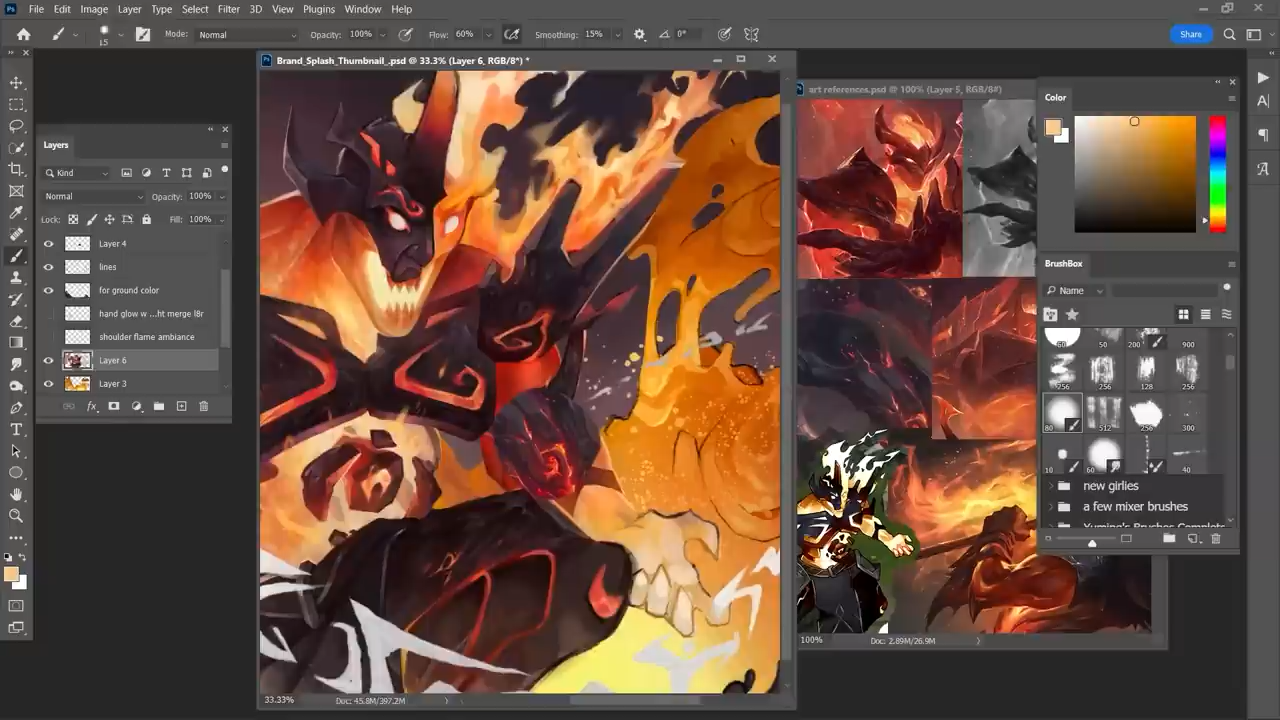 Ps File Edit Image Layer Type Select Filter 3D View Plugins Window Help
15 Mode: Normal Opacity: 100% Flow: 60% Smoothing: 15% 0° Share
Brand_Splash_Thumbnail_.psd @ 33.3% (Layer 6, RGB/8*) *
art references.psd @ 100% (Layer 5, RGB/8#)
Layers
Kind
Normal Opacity: 100%
Lock: Fill: 100%
Layer 4
lines
for ground color
hand glow w ...ht merge l8r
shoulder flame ambiance
Layer 6
Layer 3
fx
33.33% Doc: 45.8M/397.2M
100% Doc: 2.89M/26.9M
Color
BrushBox
Name
60 50 200 900
256 256 128 256
80 512 256 300
10 60 40
new girlies
a few mixer brushes